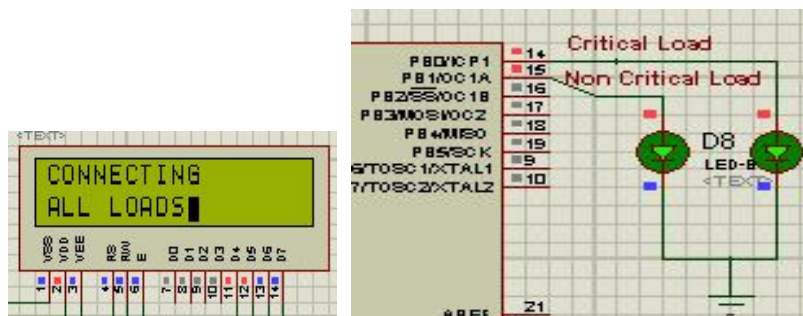 <TEXT>
CONNECTING
ALL LOADS
VSS VDD VEE RS RW E D0 D1 D2 D3 D4 D5 D6 D7
1 2 3 4 5 6 7 8 9 10 11 12 13 14
Critical Load
Non Critical Load
PB0/ICP1 14
PB1/OC1A 15
PB2/SS/OC1B 16
PB3/MOSI/OC2 17
PB4/MISO 18
PB5/SCK 19
6/TOSC1/XTAL1 9
7/TOSC2/XTAL2 10
21
D8
LED-B
<TEXT>